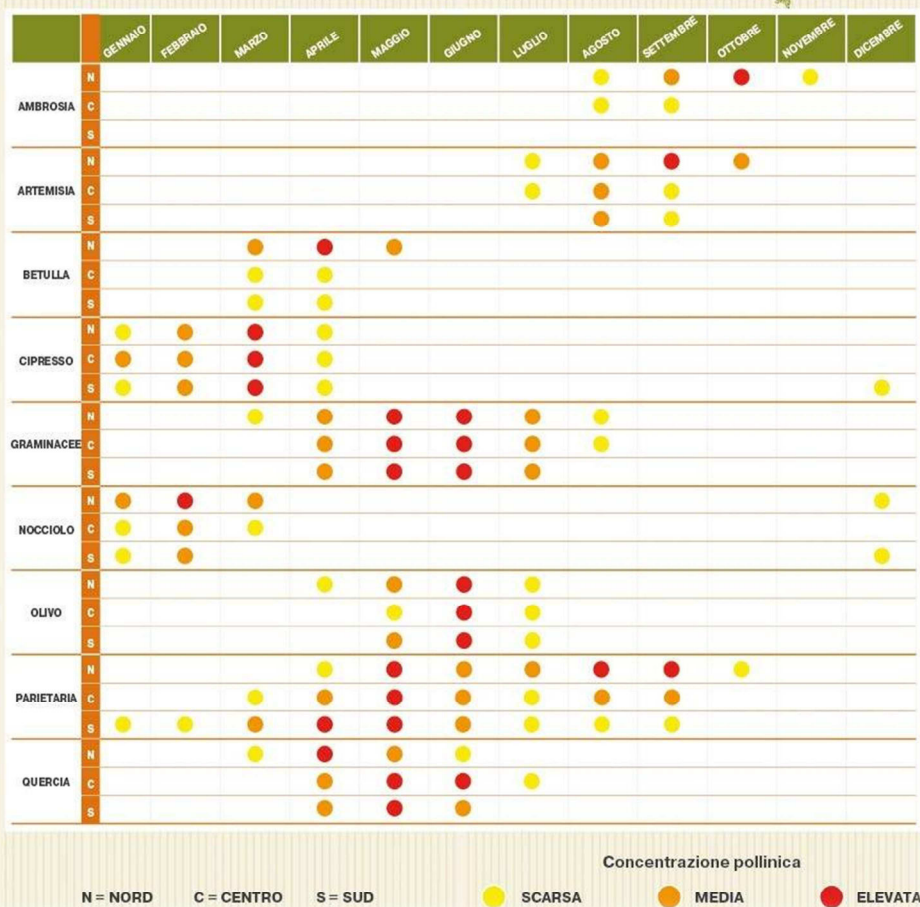 GENNAIO FEBBRAIO MARZO APRILE MAGGIO GIUGNO LUGLIO AGOSTO SETTEMBRE OTTOBRE NOVEMBRE DICEMBRE
N
AMBROSIA C
S
N
ARTEMISIA C
S
N
BETULLA C
S
N
CIPRESSO C
S
N
GRAMINACEE C
S
N
NOCCIOLO C
S
N
OLIVO C
S
N
PARIETARIA C
S
N
QUERCIA C
S
Concentrazione pollinica
N = NORD C = CENTRO S = SUD SCARSA MEDIA ELEVATA